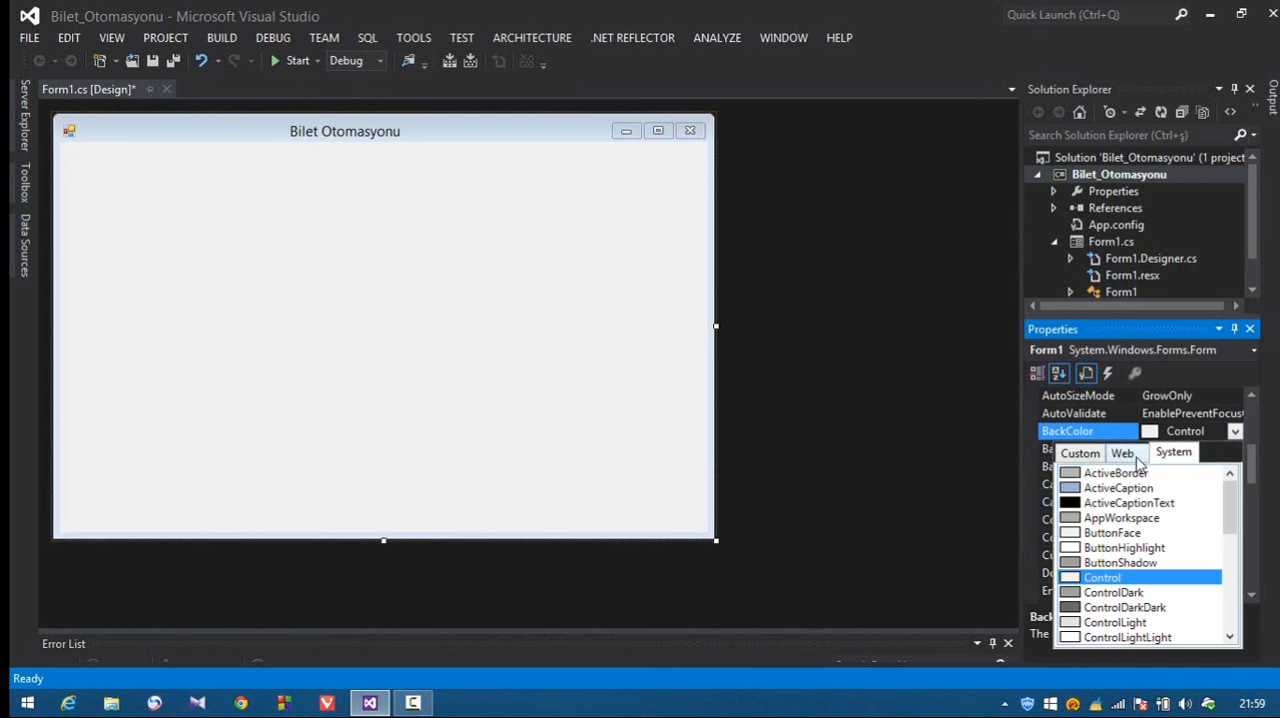 Bilet_Otomasyonu - Microsoft Visual Studio
Quick Launch (Ctrl+Q)
FILE EDIT VIEW PROJECT BUILD DEBUG TEAM SQL TOOLS TEST ARCHITECTURE .NET REFLECTOR ANALYZE WINDOW HELP
Start Debug
Server Explorer
Toolbox
Data Sources
Form1.cs [Design]*
Bilet Otomasyonu
Solution Explorer
Output
Search Solution Explorer (Ctrl+ş)
Solution 'Bilet_Otomasyonu' (1 project
Bilet_Otomasyonu
Properties
References
App.config
Form1.cs
Form1.Designer.cs
Form1.resx
Form1
Properties
Form1 System.Windows.Forms.Form
AutoSizeMode GrowOnly
AutoValidate EnablePreventFocus
BackColor Control
Custom Web System
ActiveBorder
ActiveCaption
ActiveCaptionText
AppWorkspace
ButtonFace
ButtonHighlight
ButtonShadow
Control
ControlDark
ControlDarkDark
ControlLight
ControlLightLight
The
Error List
Ready
21:59